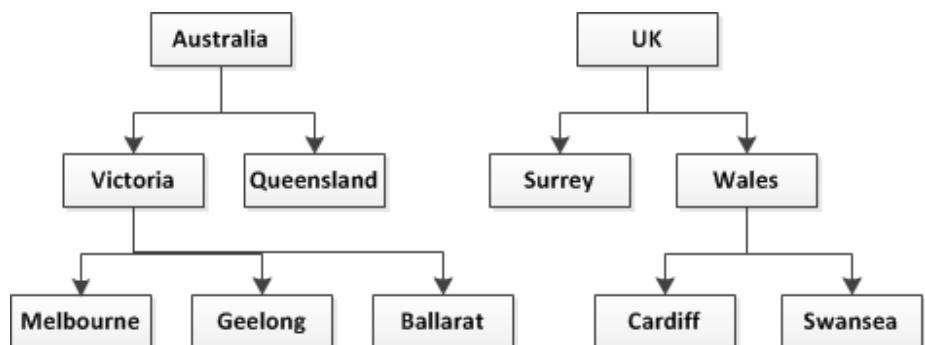 Australia
UK
Victoria
Queensland
Surrey
Wales
Melbourne
Geelong
Ballarat
Cardiff
Swansea